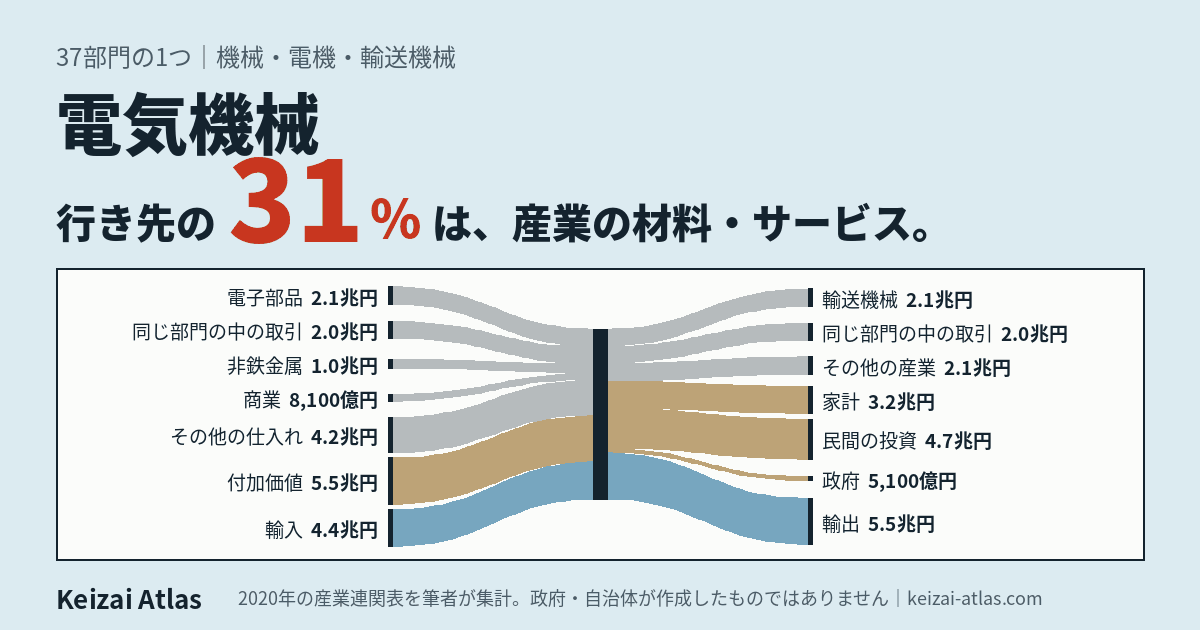 37部門の1つ｜機械・電機・輸送機械
電気機械
行き先の 31% は、産業の材料・サービス。
電子部品 2.1兆円
同じ部門の中の取引 2.0兆円
非鉄金属 1.0兆円
商業 8,100億円
その他の仕入れ 4.2兆円
付加価値 5.5兆円
輸入 4.4兆円
輸送機械 2.1兆円
同じ部門の中の取引 2.0兆円
その他の産業 2.1兆円
家計 3.2兆円
民間の投資 4.7兆円
政府 5,100億円
輸出 5.5兆円
Keizai Atlas 2020年の産業連関表を筆者が集計。政府・自治体が作成したものではありません｜keizai-atlas.com